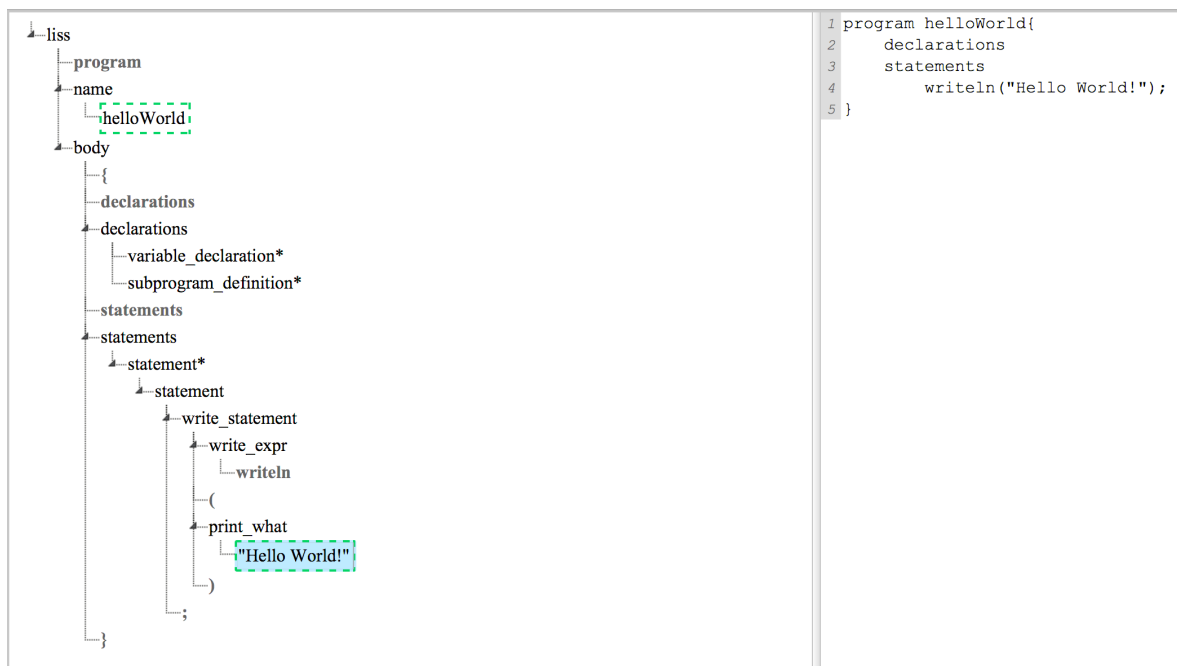 liss
program
name
helloWorld
body
{
declarations
declarations
variable_declaration*
subprogram_definition*
statements
statements
statement*
statement
write_statement
write_expr
writeln
(
print_what
"Hello World!"
)
;
}
1 program helloWorld{
2     declarations
3     statements
4         writeln("Hello World!");
5 }